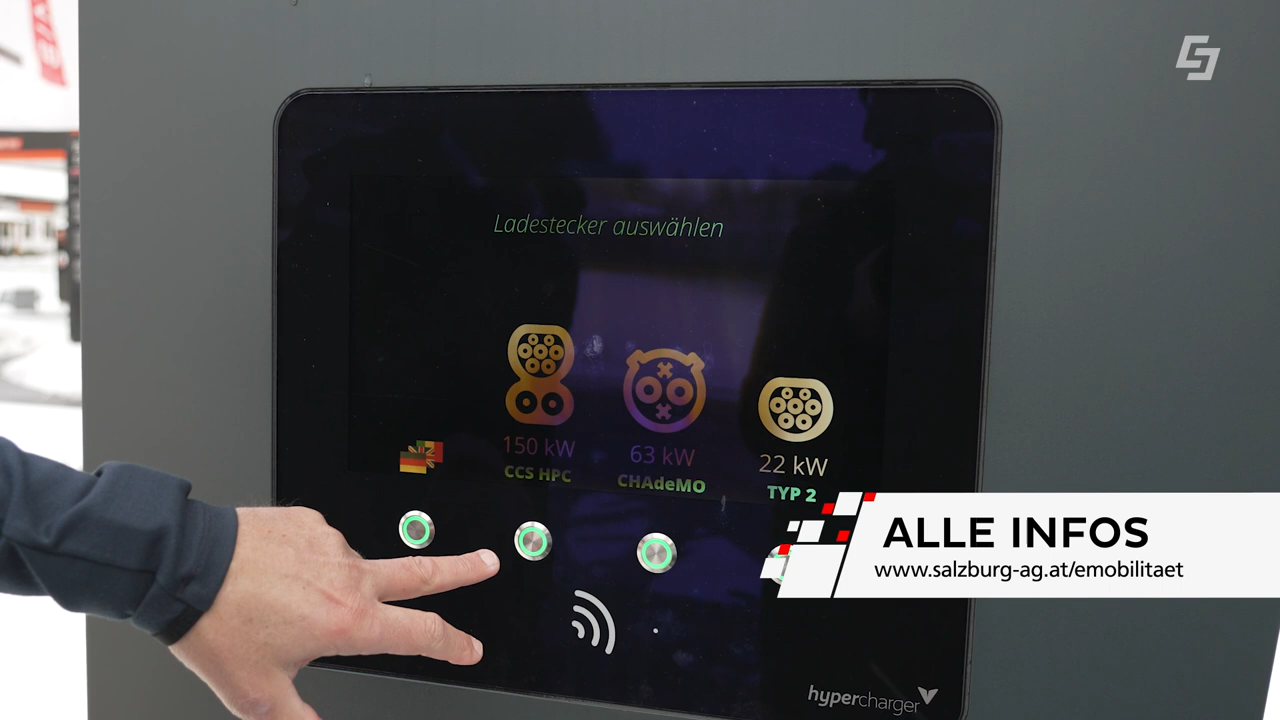 Ladestecker auswählen
150 kW
CCS HPC
63 kW
CHAdeMO
22 kW
TYP 2
ALLE INFOS
www.salzburg-ag.at/emobilitaet
hypercharger